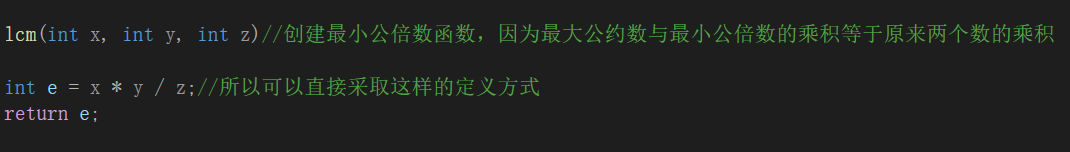 lcm(int x, int y, int z)//创建最小公倍数函数，因为最大公约数与最小公倍数的乘积等于原来两个数的乘积
int e = x * y / z;//所以可以直接采取这样的定义方式
return e;